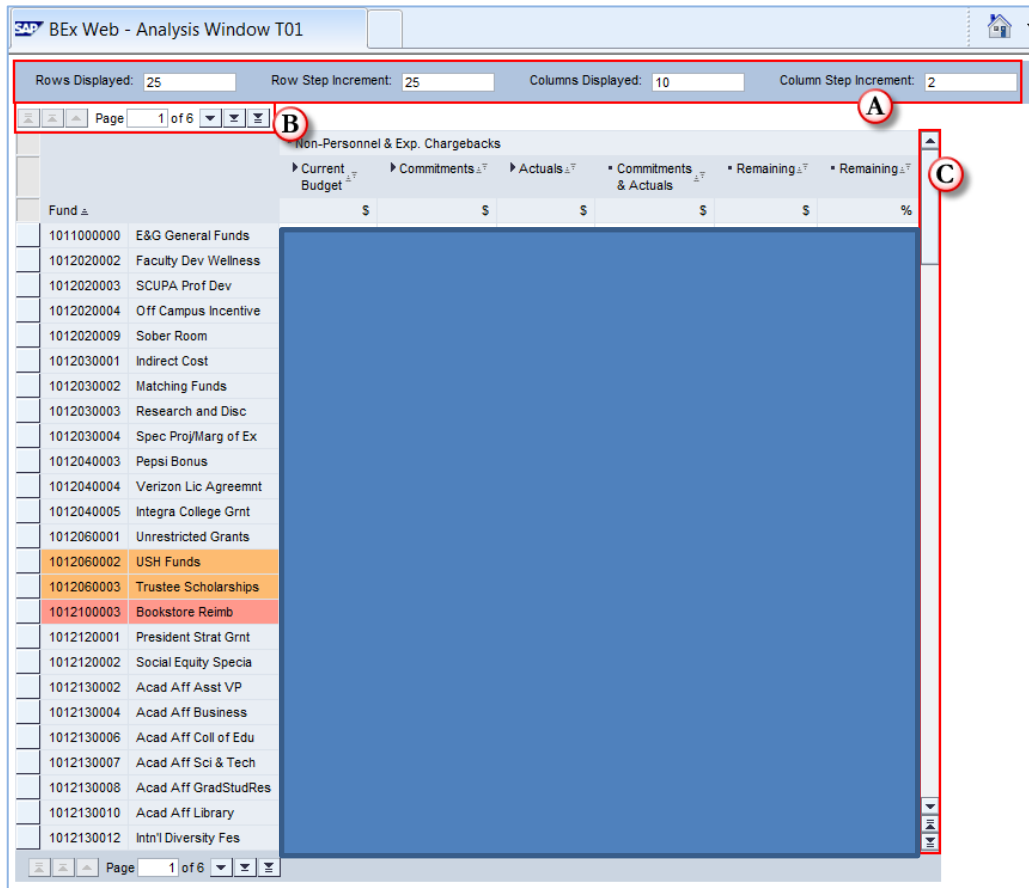 SAP BEx Web - Analysis Window T01
Rows Displayed: 25 Row Step Increment: 25 Columns Displayed: 10 Column Step Increment: 2
A
Page 1 of 6
B
Non-Personnel & Exp. Chargebacks
C
Current Budget Commitments Actuals Commitments & Actuals Remaining Remaining
Fund $ $ $ $ $ %
1011000000 E&G General Funds
1012020002 Faculty Dev Wellness
1012020003 SCUPA Prof Dev
1012020004 Off Campus Incentive
1012020009 Sober Room
1012030001 Indirect Cost
1012030002 Matching Funds
1012030003 Research and Disc
1012030004 Spec Proj/Marg of Ex
1012040003 Pepsi Bonus
1012040004 Verizon Lic Agreemnt
1012040005 Integra College Grnt
1012060001 Unrestricted Grants
1012060002 USH Funds
1012060003 Trustee Scholarships
1012100003 Bookstore Reimb
1012120001 President Strat Grnt
1012120002 Social Equity Specia
1012130002 Acad Aff Asst VP
1012130004 Acad Aff Business
1012130006 Acad Aff Coll of Edu
1012130007 Acad Aff Sci & Tech
1012130008 Acad Aff GradStudRes
1012130010 Acad Aff Library
1012130012 Intn'l Diversity Fes
Page 1 of 6